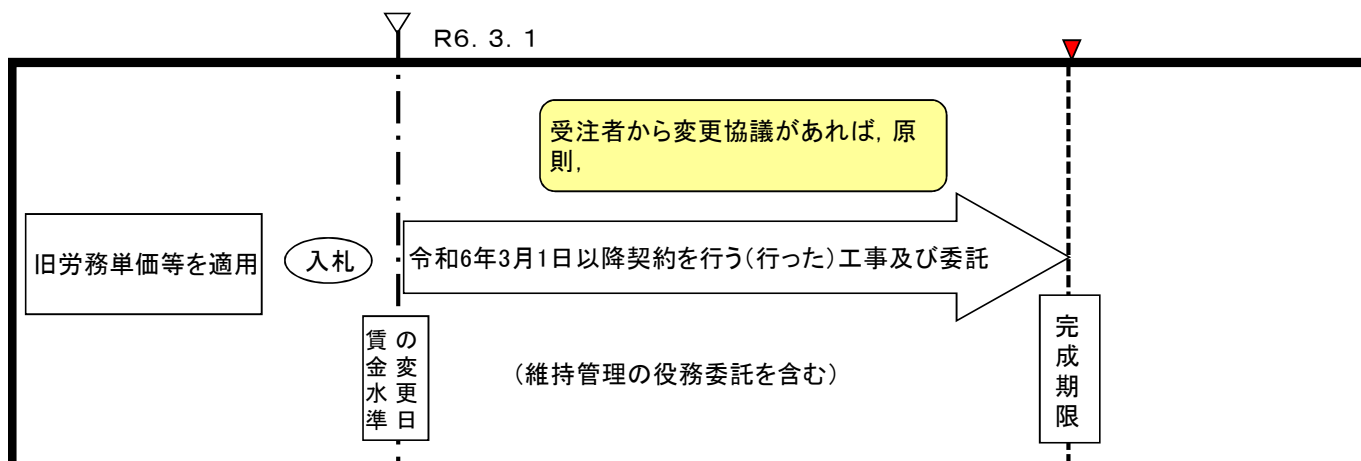 R6．3．1
受注者から変更協議があれば，原
則，
旧労務単価等を適用
入札
令和6年3月1日以降契約を行う（行った）工事及び委託
賃金水準
の変更日
（維持管理の役務委託を含む）
完成期限